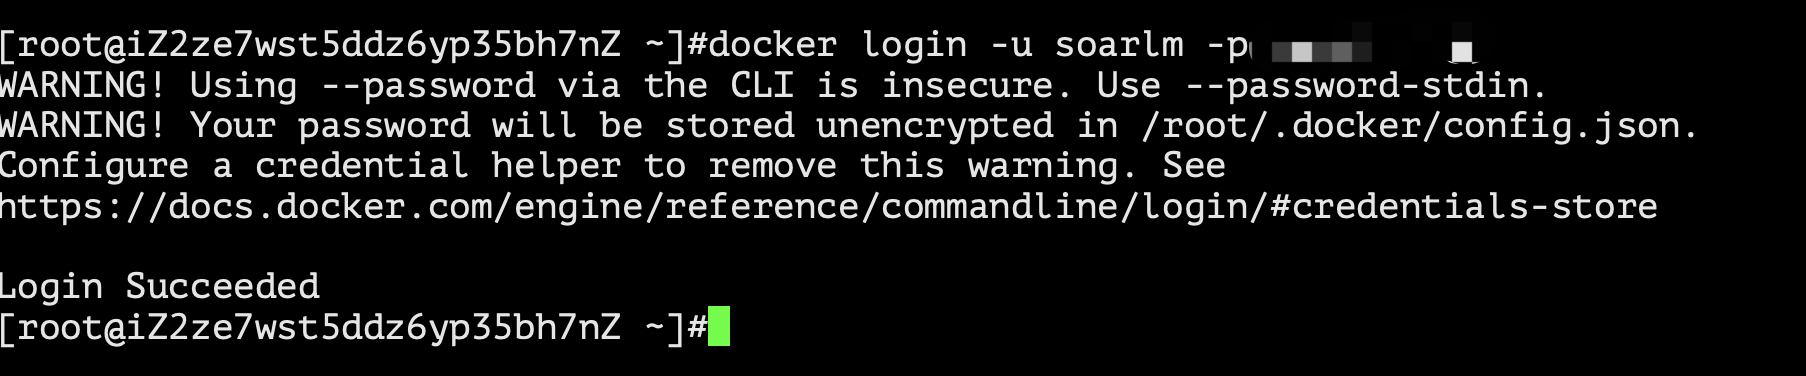 [root@iZ2ze7wst5ddz6yp35bh7nZ ~]#docker login -u soarlm -p
WARNING! Using --password via the CLI is insecure. Use --password-stdin.
WARNING! Your password will be stored unencrypted in /root/.docker/config.json.
Configure a credential helper to remove this warning. See
https://docs.docker.com/engine/reference/commandline/login/#credentials-store
Login Succeeded
[root@iZ2ze7wst5ddz6yp35bh7nZ ~]#